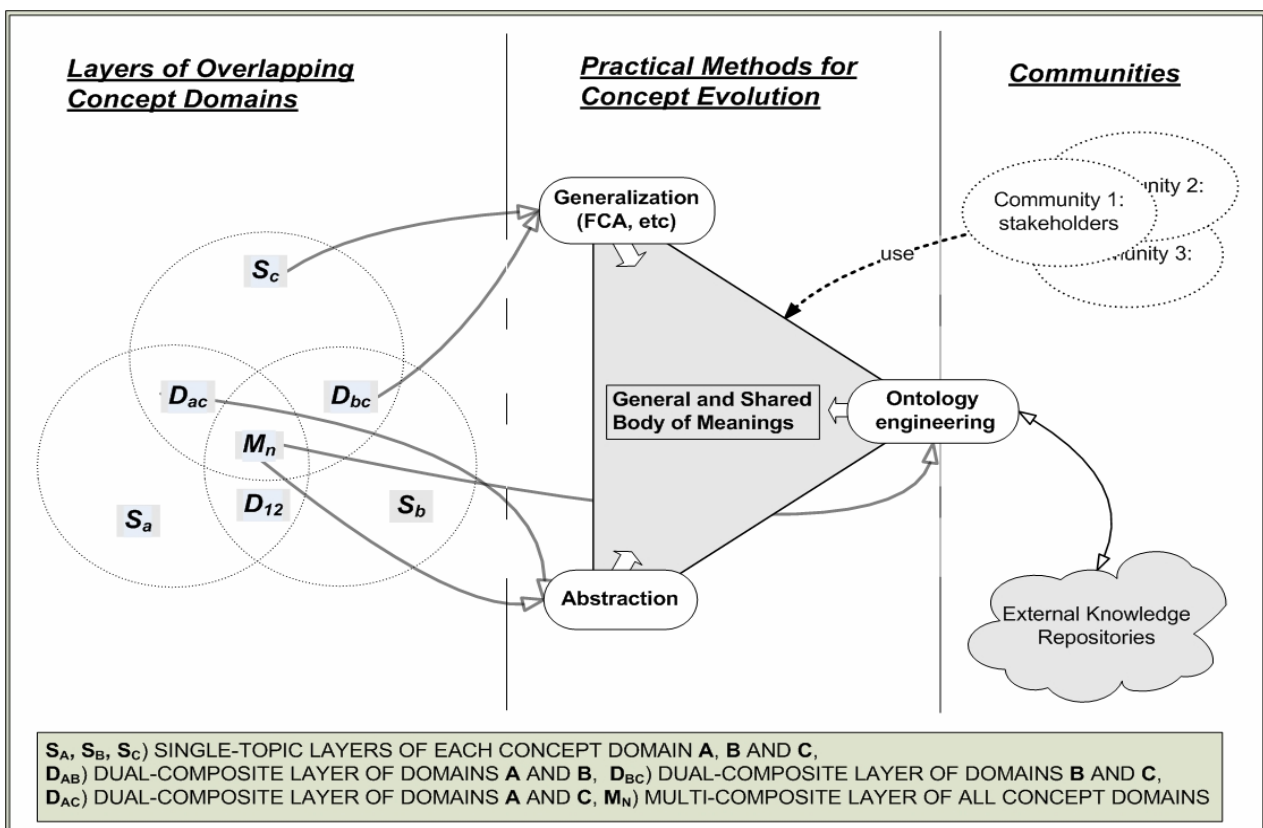 Layers of Overlapping
Concept Domains
Practical Methods for
Concept Evolution
Communities
Generalization
(FCA, etc)
Community 1:
stakeholders
unity 2:
unity 3:
use
Sc
Dac
Dbc
Mn
D12
Sa
Sb
General and Shared
Body of Meanings
Ontology
engineering
Abstraction
External Knowledge
Repositories
SA, SB, SC) SINGLE-TOPIC LAYERS OF EACH CONCEPT DOMAIN A, B AND C,
DAB) DUAL-COMPOSITE LAYER OF DOMAINS A AND B, DBC) DUAL-COMPOSITE LAYER OF DOMAINS B AND C,
DAC) DUAL-COMPOSITE LAYER OF DOMAINS A AND C, MN) MULTI-COMPOSITE LAYER OF ALL CONCEPT DOMAINS